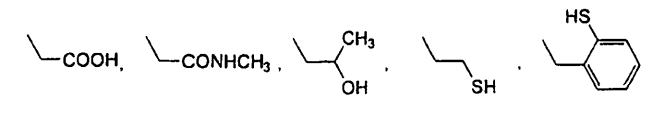 HS
CH₃
COOH,
CONHCH₃,
OH
,
SH
,